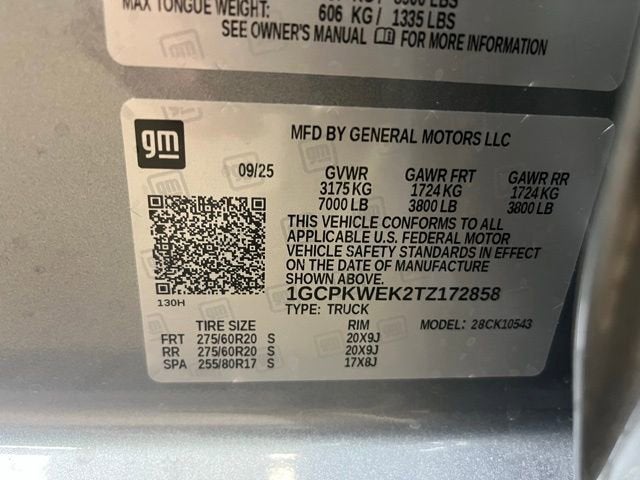 MAX TONGUE WEIGHT: 606 KG / 1335 LBS
SEE OWNER'S MANUAL FOR MORE INFORMATION
gm
MFD BY GENERAL MOTORS LLC
09/25 GVWR GAWR FRT GAWR RR
3175 KG 1724 KG 1724 KG
7000 LB 3800 LB 3800 LB
THIS VEHICLE CONFORMS TO ALL
APPLICABLE U.S. FEDERAL MOTOR
VEHICLE SAFETY STANDARDS IN EFFECT
ON THE DATE OF MANUFACTURE
SHOWN ABOVE.
130H
1GCPKWEK2TZ172858
TYPE: TRUCK
TIRE SIZE RIM MODEL: 28CK10543
FRT 275/60R20 S 20X9J
RR 275/60R20 S 20X9J
SPA 255/80R17 S 17X8J